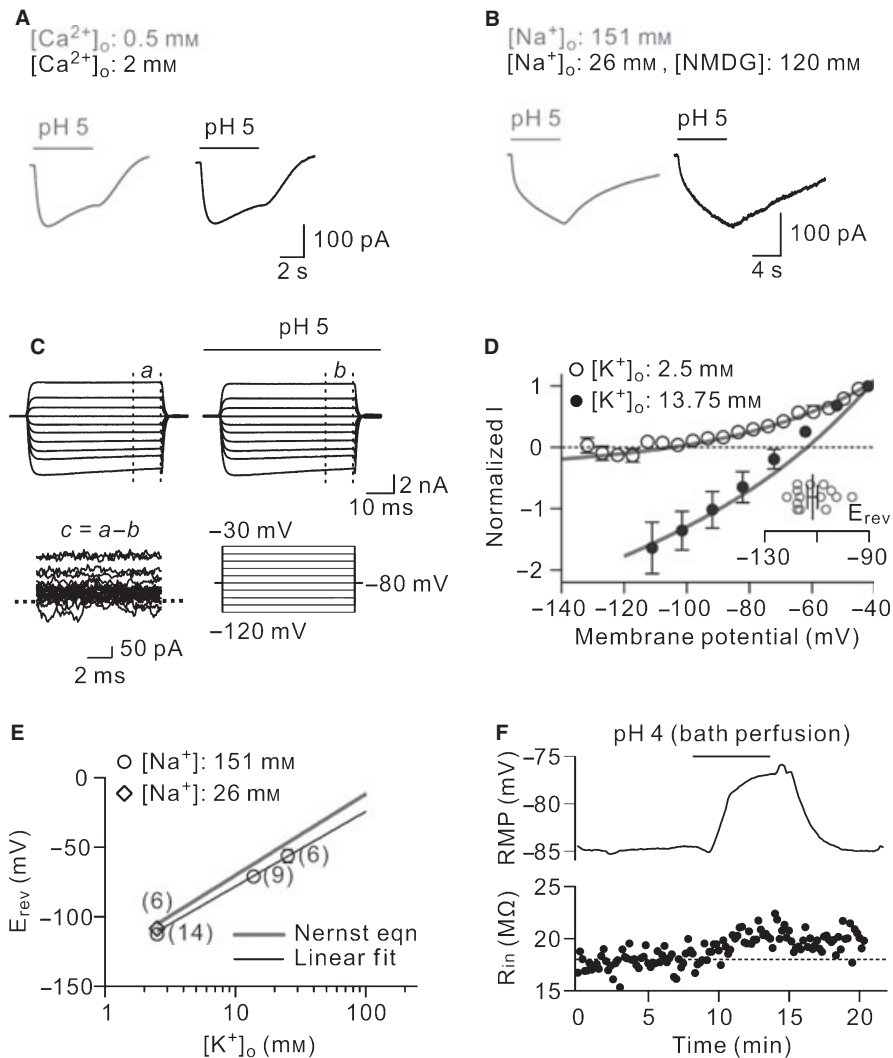 A
[Ca²⁺]ₒ: 0.5 mM
[Ca²⁺]ₒ: 2 mM
pH 5
pH 5
100 pA
2 s
B
[Na⁺]ₒ: 151 mM
[Na⁺]ₒ: 26 mM , [NMDG]: 120 mM
pH 5
pH 5
100 pA
4 s
C
pH 5
a
b
2 nA
10 ms
c = a–b
−30 mV
−80 mV
−120 mV
50 pA
2 ms
D
[K⁺]ₒ: 2.5 mM
[K⁺]ₒ: 13.75 mM
Normalized I
1
0
−1
−2
Eᵣₑᵥ
−130
−90
−140
−120
−100
−80
−60
−40
Membrane potential (mV)
E
[Na⁺]: 151 mM
[Na⁺]: 26 mM
Eᵣₑᵥ (mV)
0
−50
−100
−150
(6)
(14)
(9)
(6)
Nernst eqn
Linear fit
1
10
100
[K⁺]ₒ (mM)
F
pH 4 (bath perfusion)
RMP (mV)
−75
−80
−85
Rin (MΩ)
25
20
15
0
5
10
15
20
Time (min)